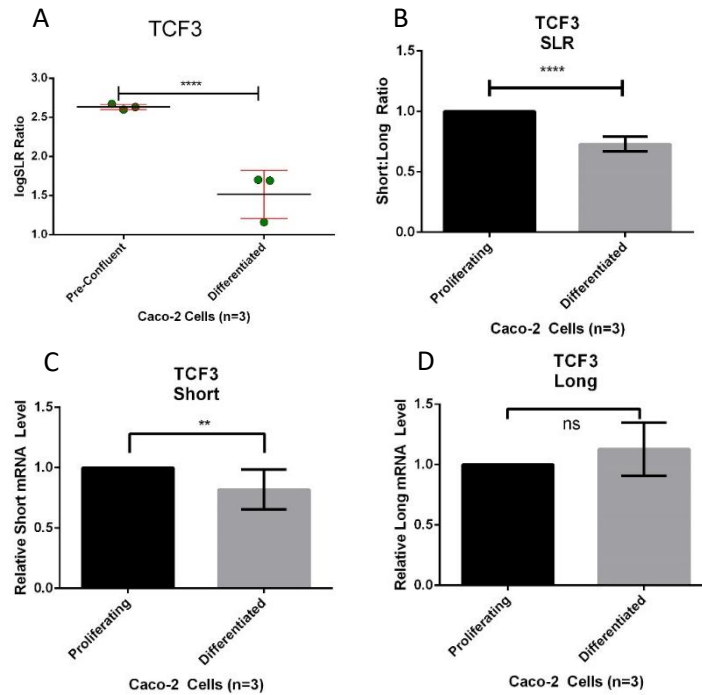 A
TCF3
****
3.0
2.5
2.0
1.5
1.0
logSLR Ratio
Pre-Confluent
Differentiated
Caco-2 Cells (n=3)
B
TCF3
SLR
****
1.5
1.0
0.5
0.0
Short:Long Ratio
Proliferating
Differentiated
Caco-2 Cells (n=3)
C
TCF3
Short
**
1.5
1.0
0.5
0.0
Relative Short mRNA Level
Proliferating
Differentiated
Caco-2 Cells (n=3)
D
TCF3
Long
ns
1.5
1.0
0.5
0.0
Relative Long mRNA Level
Proliferating
Differentiated
Caco-2 Cells (n=3)